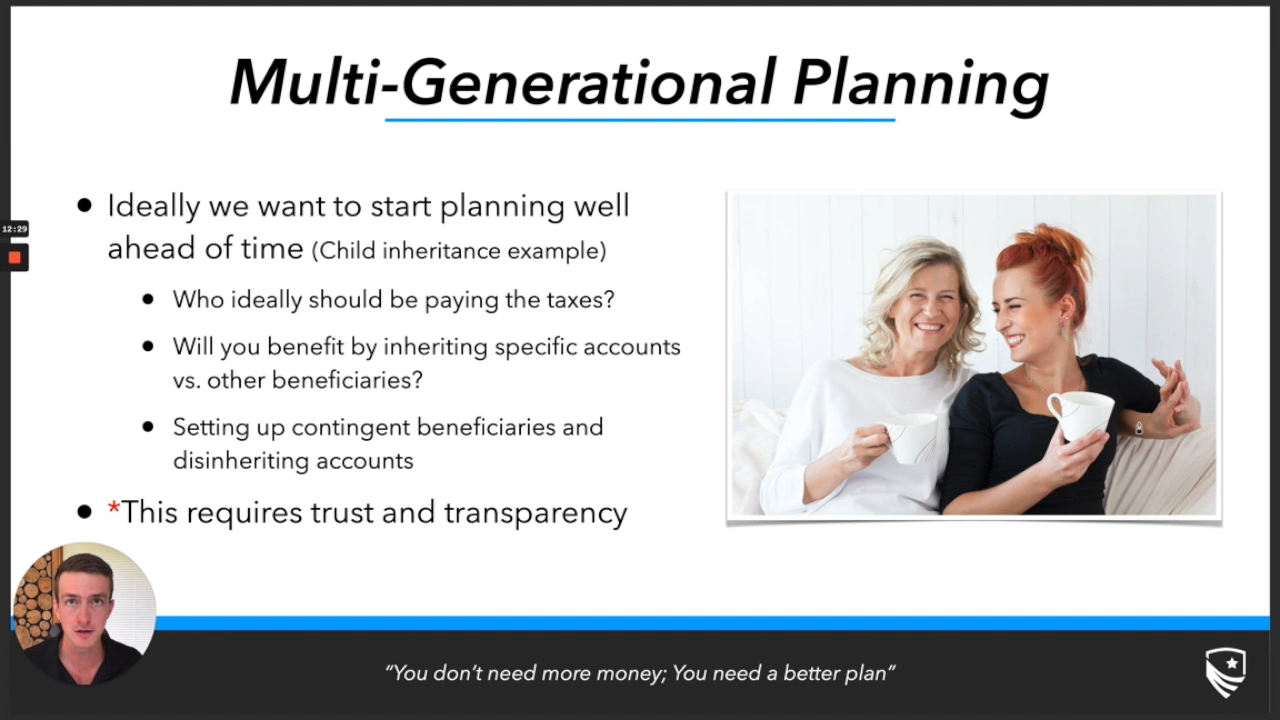 Multi-Generational Planning
• Ideally we want to start planning well
ahead of time (Child inheritance example)
• Who ideally should be paying the taxes?
• Will you benefit by inheriting specific accounts
vs. other beneficiaries?
• Setting up contingent beneficiaries and
disinheriting accounts
• *This requires trust and transparency
12:29
“You don’t need more money; You need a better plan”